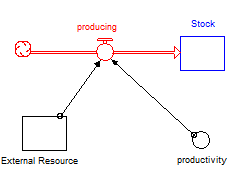 Stock
producing
External Resource
productivity